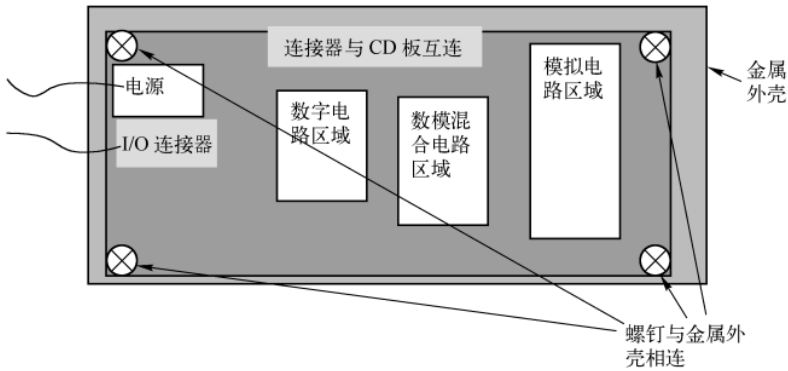 连接器与 CD 板互连
电源
I/O 连接器
数字电
路区域
数模混
合电路
区域
模拟电
路区域
金属
外壳
螺钉与金属外
壳相连